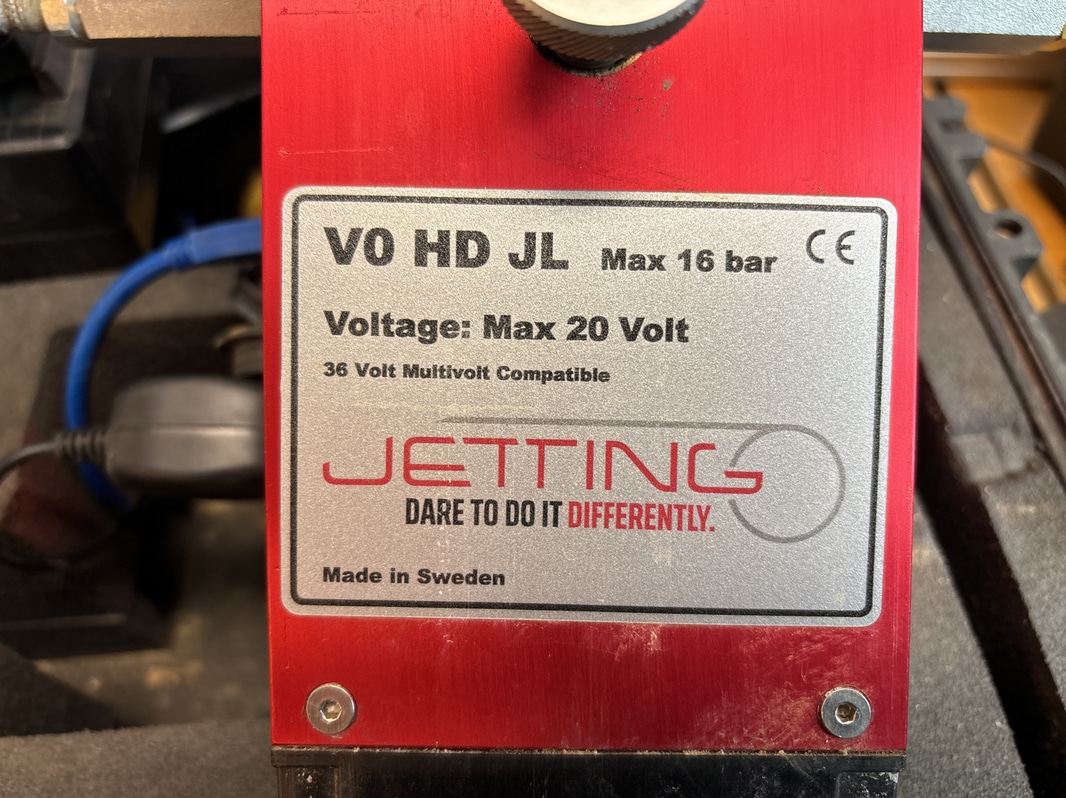 V0 HD JL Max 16 bar CE
Voltage: Max 20 Volt
36 Volt Multivolt Compatible
JETTING
DARE TO DO IT DIFFERENTLY.
Made in Sweden